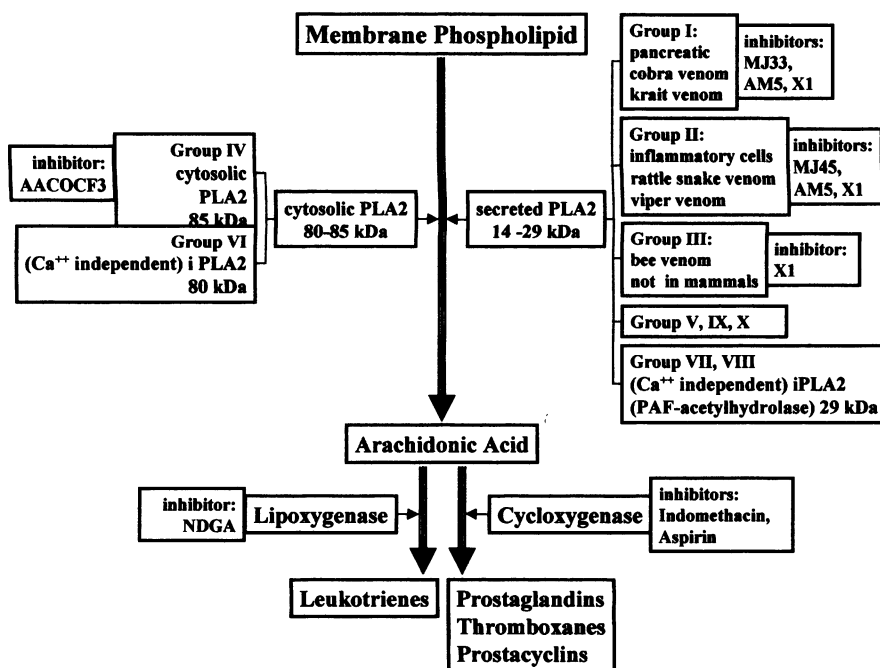 Membrane Phospholipid
Group I:
pancreatic
cobra venom
krait venom
inhibitors:
MJ33,
AM5, X1
inhibitor:
AACOCF3
Group IV
cytosolic
PLA2
85 kDa
Group VI
(Ca⁺⁺ independent) i PLA2
80 kDa
cytosolic PLA2
80-85 kDa
secreted PLA2
14 -29 kDa
Group II:
inflammatory cells
rattle snake venom
viper venom
inhibitors:
MJ45,
AM5, X1
Group III:
bee venom
not in mammals
inhibitor:
X1
Group V, IX, X
Group VII, VIII
(Ca⁺⁺ independent) iPLA2
(PAF-acetylhydrolase) 29 kDa
Arachidonic Acid
inhibitor:
NDGA
Lipoxygenase
Cycloxygenase
inhibitors:
Indomethacin,
Aspirin
Leukotrienes
Prostaglandins
Thromboxanes
Prostacyclins